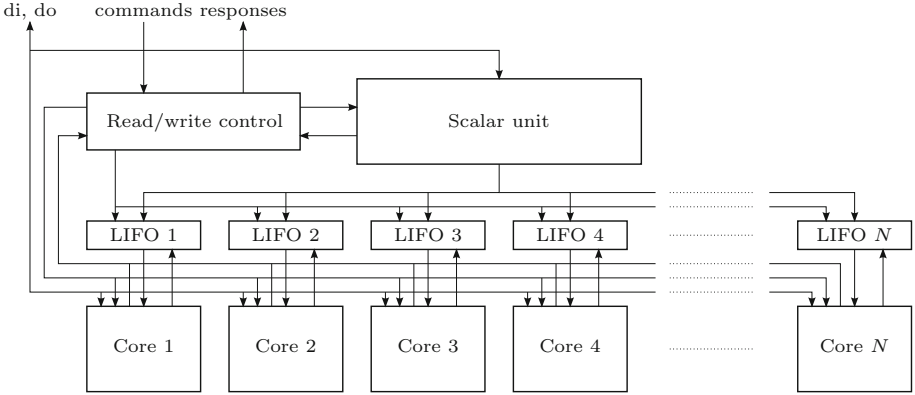 di, do commands responses
Read/write control
Scalar unit
LIFO 1 LIFO 2 LIFO 3 LIFO 4 LIFO N
Core 1 Core 2 Core 3 Core 4 Core N